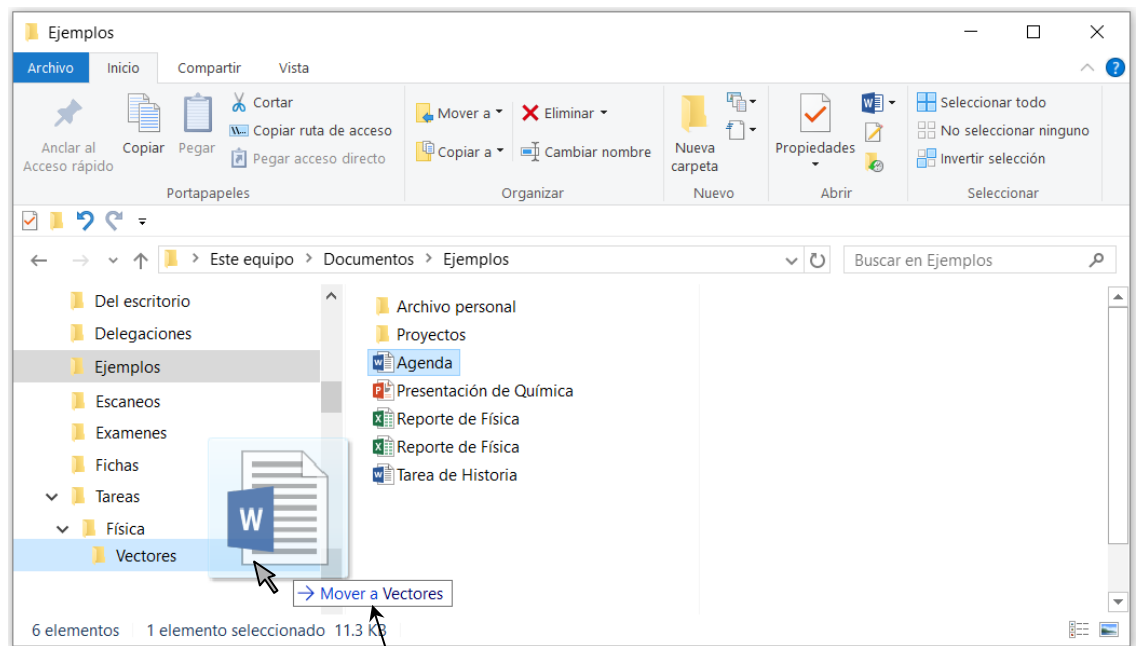 Ejemplos
Archivo Inicio Compartir Vista
Anclar al Acceso rápido
Copiar
Pegar
Cortar
Copiar ruta de acceso
Pegar acceso directo
Portapapeles
Mover a
Copiar a
Eliminar
Cambiar nombre
Organizar
Nueva carpeta
Nuevo
Propiedades
Abrir
Seleccionar todo
No seleccionar ninguno
Invertir selección
Seleccionar
Este equipo > Documentos > Ejemplos
Buscar en Ejemplos
Del escritorio
Delegaciones
Ejemplos
Escaneos
Examenes
Fichas
Tareas
Física
Vectores
Archivo personal
Proyectos
Agenda
Presentación de Química
Reporte de Física
Reporte de Física
Tarea de Historia
W
→ Mover a Vectores
6 elementos 1 elemento seleccionado 11.3 KB